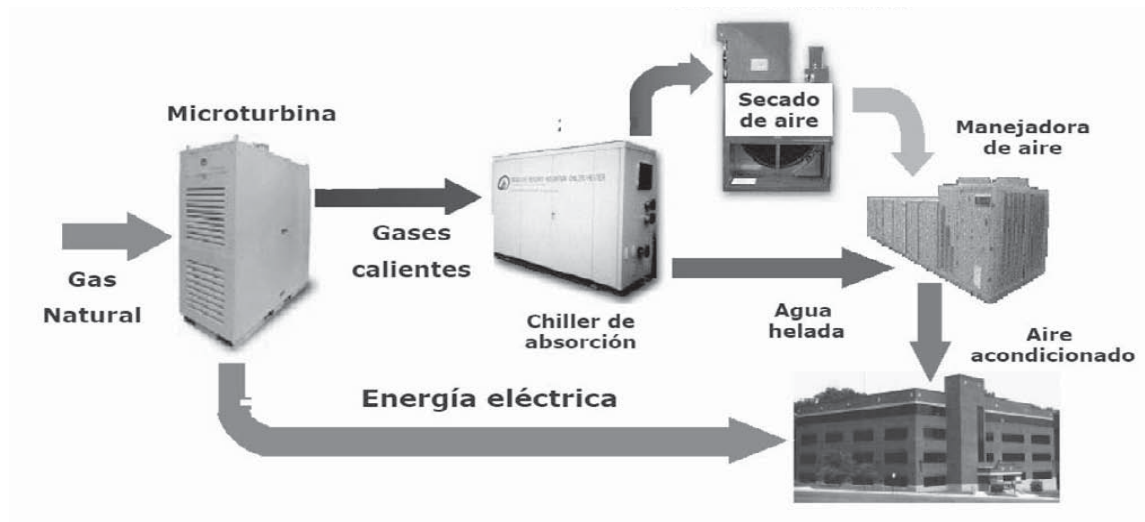 Microturbina
Gas
Natural
Gases
calientes
Chiller de
absorción
Secado
de aire
Manejadora
de aire
Agua
helada
Aire
acondicionado
Energía eléctrica